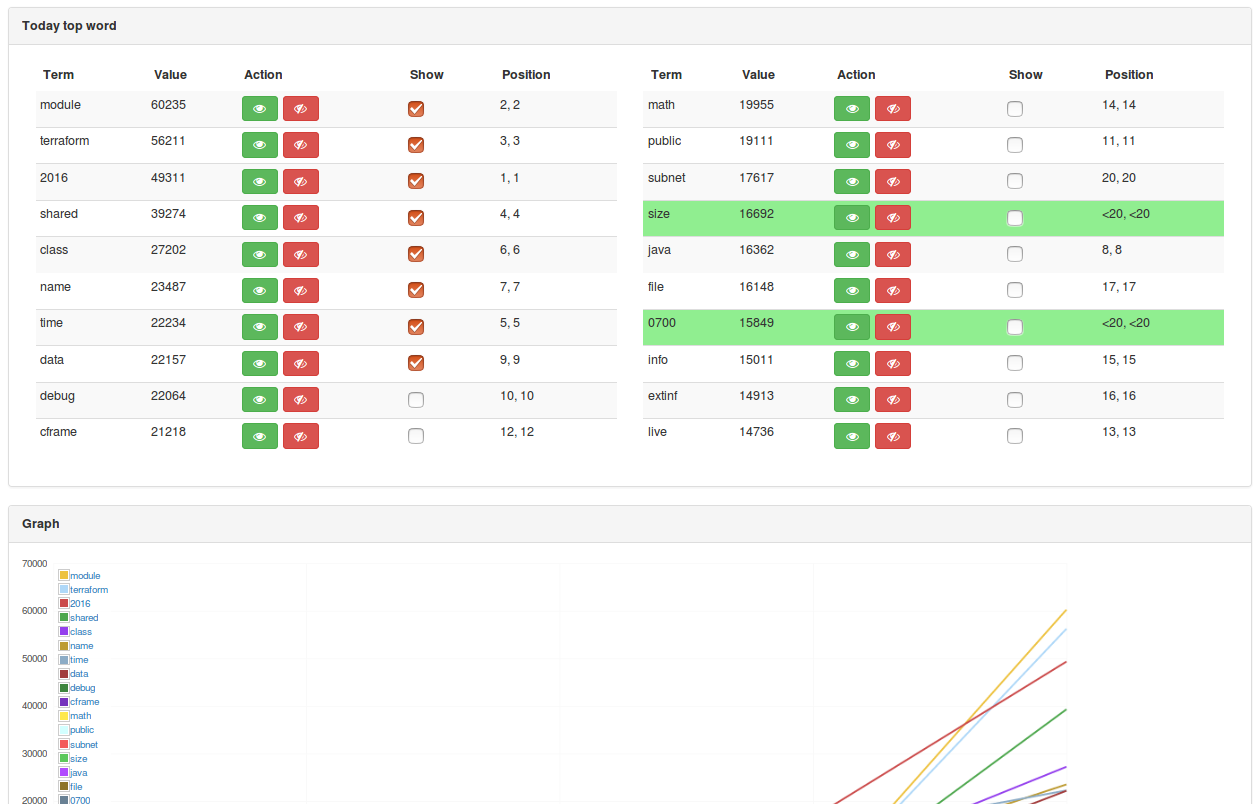 Today top word
Term Value Action Show Position
module 60235 2, 2
terraform 56211 3, 3
2016 49311 1, 1
shared 39274 4, 4
class 27202 6, 6
name 23487 7, 7
time 22234 5, 5
data 22157 9, 9
debug 22064 10, 10
cframe 21218 12, 12
Term Value Action Show Position
math 19955 14, 14
public 19111 11, 11
subnet 17617 20, 20
size 16692 <20, <20
java 16362 8, 8
file 16148 17, 17
0700 15849 <20, <20
info 15011 15, 15
extinf 14913 16, 16
live 14736 13, 13
Graph
70000
60000
50000
40000
30000
20000
module
terraform
2016
shared
class
name
time
data
debug
cframe
math
public
subnet
size
java
file
0700